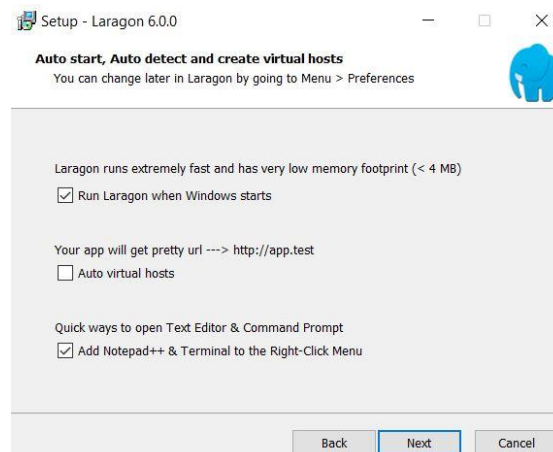 Setup - Laragon 6.0.0
Auto start, Auto detect and create virtual hosts
You can change later in Laragon by going to Menu > Preferences
Laragon runs extremely fast and has very low memory footprint (< 4 MB)
Run Laragon when Windows starts
Your app will get pretty url ---> http://app.test
Auto virtual hosts
Quick ways to open Text Editor & Command Prompt
Add Notepad++ & Terminal to the Right-Click Menu
Back Next Cancel